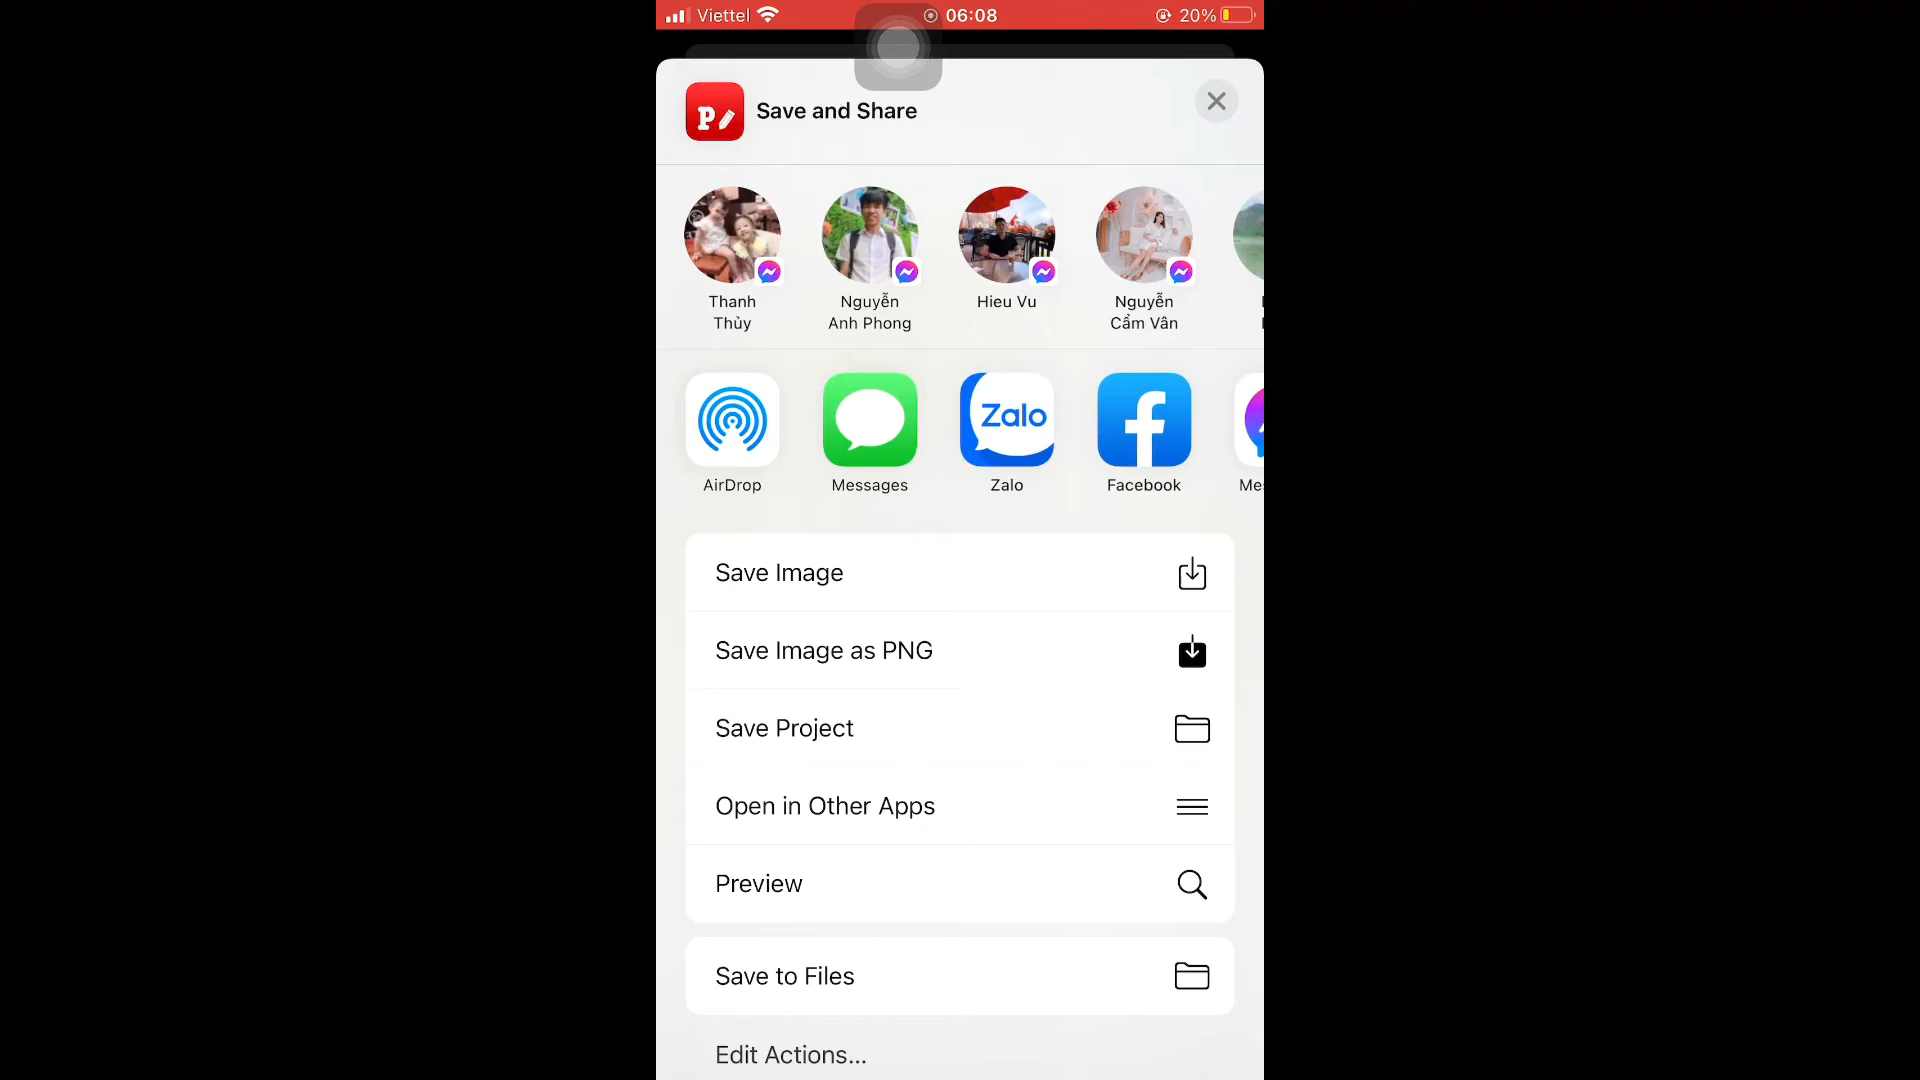 Viettel 06:08 20%
P
Save and Share
Thanh
Thủy
Nguyễn
Anh Phong
Hieu Vu
Nguyễn
Cẩm Vân
Zalo
AirDrop
Messages
Zalo
Facebook
Mes
Save Image
Save Image as PNG
Save Project
Open in Other Apps
Preview
Save to Files
Edit Actions...